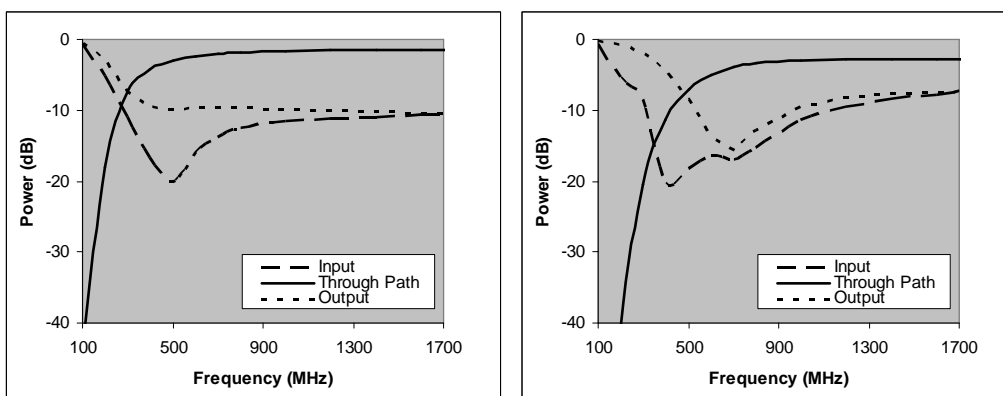 0
-10
-20
-30
-40
Power (dB)
Input
Through Path
Output
100
500
900
1300
1700
Frequency (MHz)
0
-10
-20
-30
-40
Power (dB)
Input
Through Path
Output
100
500
900
1300
1700
Frequency (MHz)